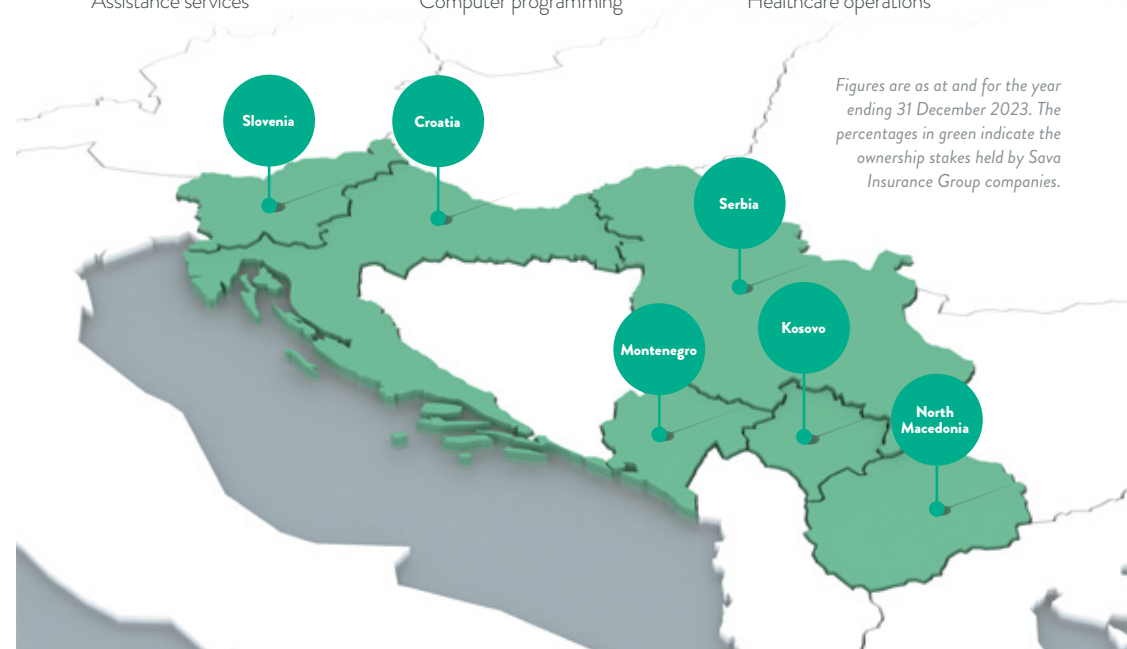 Assistance services
Computer programming
Healthcare operations
Figures are as at and for the year
ending 31 December 2023. The
percentages in green indicate the
ownership stakes held by Sava
Insurance Group companies.
Slovenia
Croatia
Serbia
Kosovo
Montenegro
North
Macedonia